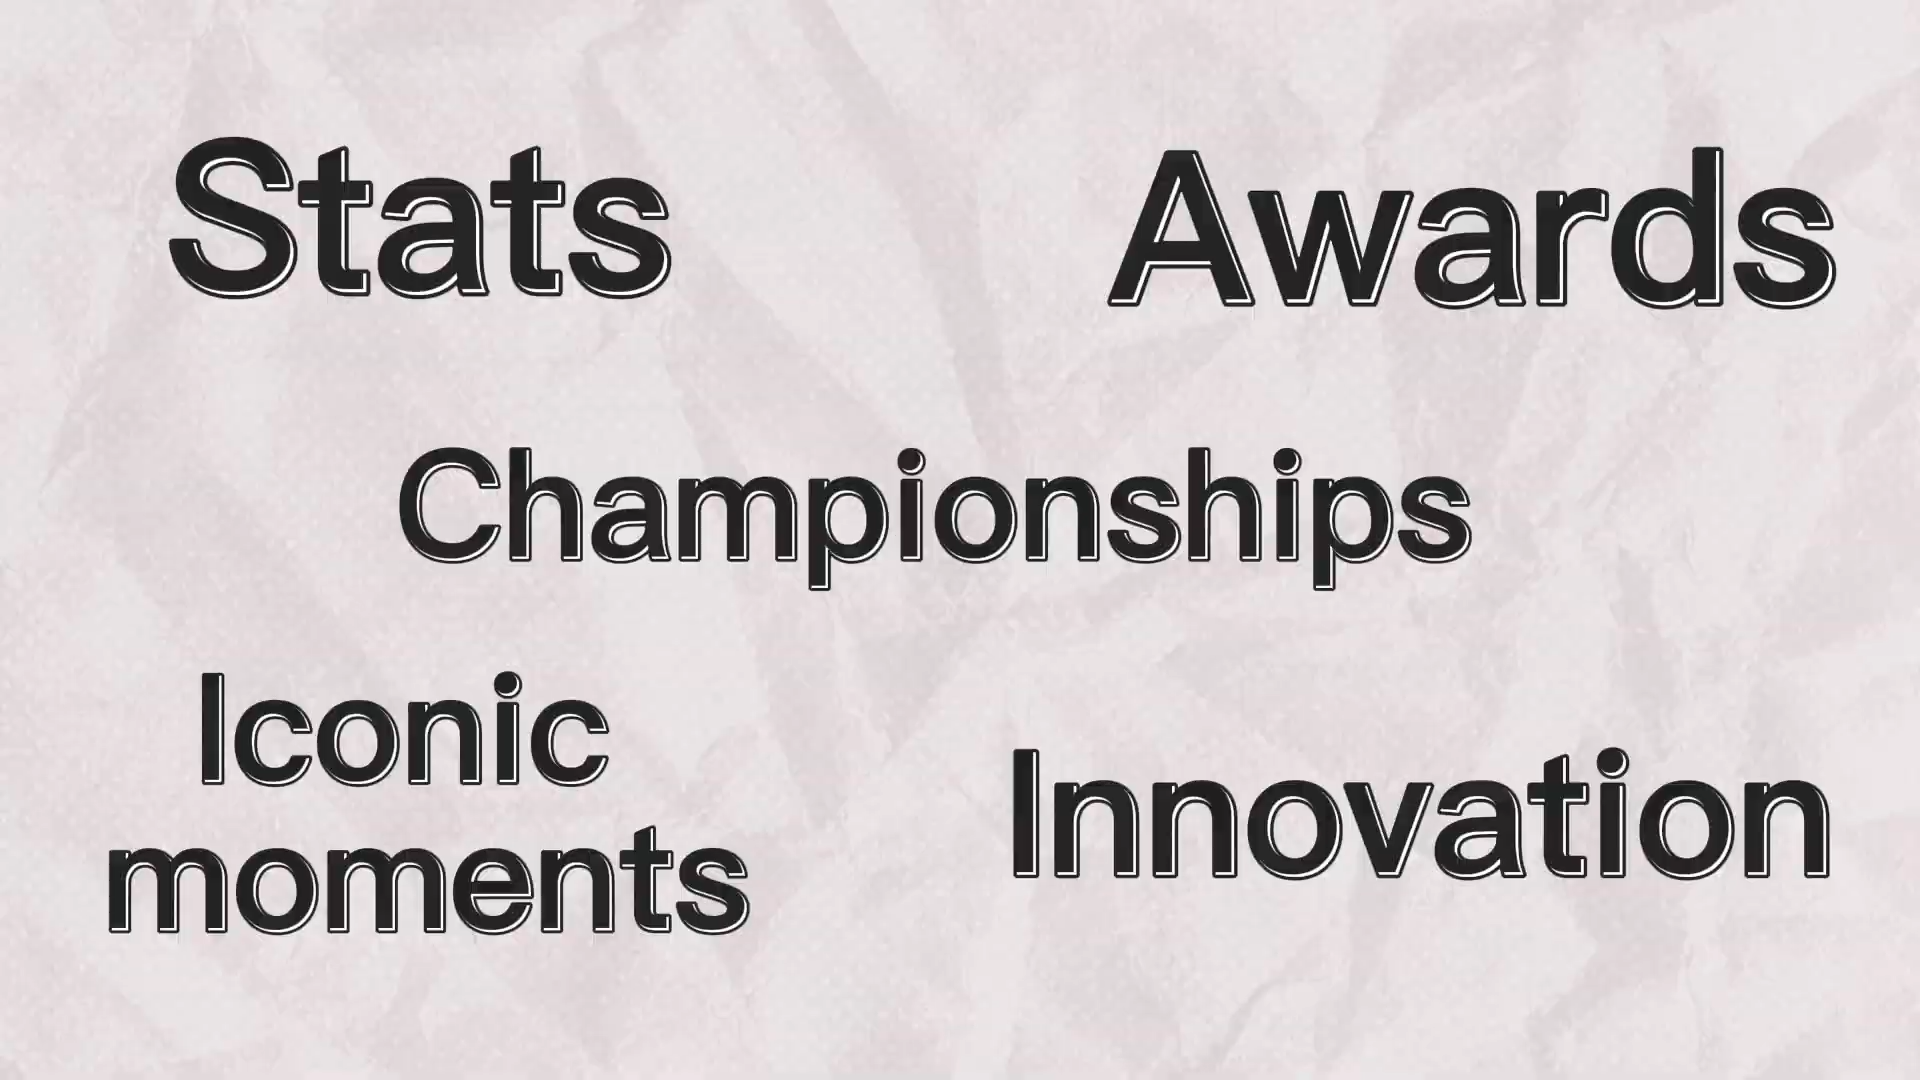 Stats
Awards
Championships
Iconic
moments
Innovation